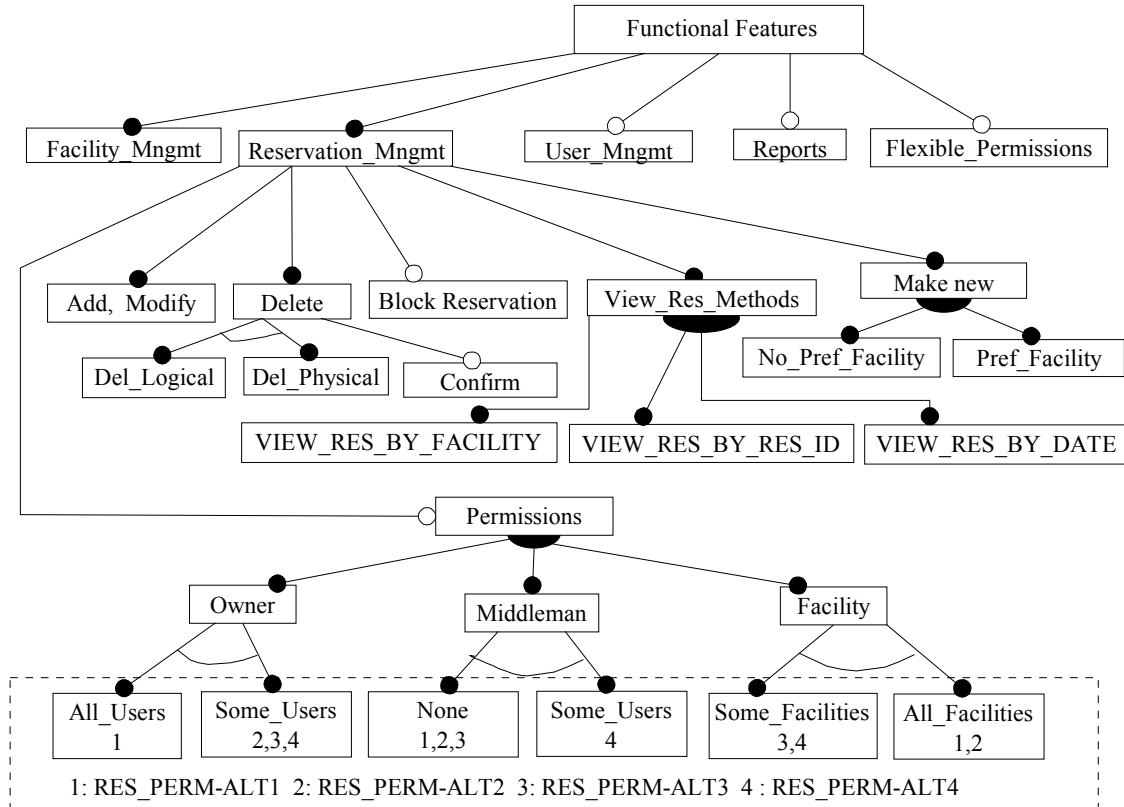 Functional Features
Facility_Mngmt
Reservation_Mngmt
User_Mngmt
Reports
Flexible_Permissions
Add, Modify
Delete
Block Reservation
View_Res_Methods
Make new
Del_Logical
Del_Physical
Confirm
No_Pref_Facility
Pref_Facility
VIEW_RES_BY_FACILITY
VIEW_RES_BY_RES_ID
VIEW_RES_BY_DATE
Permissions
Owner
Middleman
Facility
All_Users
1
Some_Users
2,3,4
None
1,2,3
Some_Users
4
Some_Facilities
3,4
All_Facilities
1,2
1: RES_PERM-ALT1 2: RES_PERM-ALT2 3: RES_PERM-ALT3 4 : RES_PERM-ALT4